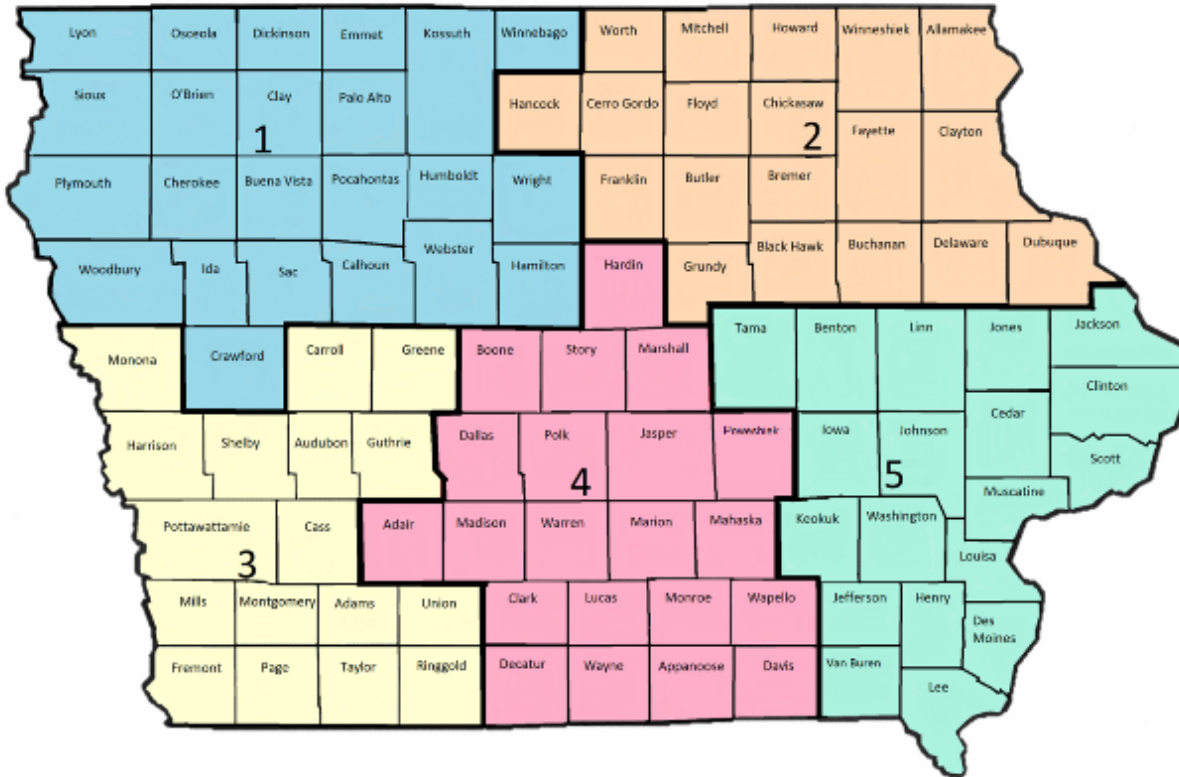 Lyon Osceola Dickinson Emmet Kossuth Winnebago Worth Mitchell Howard Winneshiek Allamakee
Sioux O'Brien Clay Palo Alto Hancock Cerro Gordo Floyd Chickasaw
1 2
Fayette Clayton
Plymouth Cherokee Buena Vista Pocahontas Humboldt Wright Franklin Butler Bremer
Woodbury Ida Sac Calhoun Webster Hamilton Hardin Grundy Black Hawk Buchanan Delaware Dubuque
Monona Crawford Carroll Greene Boone Story Marshall Tama Benton Linn Jones Jackson
Clinton
Cedar
Harrison Shelby Audubon Guthrie Dallas Polk Jasper Poweshiek Iowa Johnson Scott
4 5
Muscatine
Pottawattamie Cass Adair Madison Warren Marion Mahaska Keokuk Washington
3
Louisa
Mills Montgomery Adams Union Clark Lucas Monroe Wapello Jefferson Henry
Des
Moines
Fremont Page Taylor Ringgold Decatur Wayne Appanoose Davis Van Buren
Lee